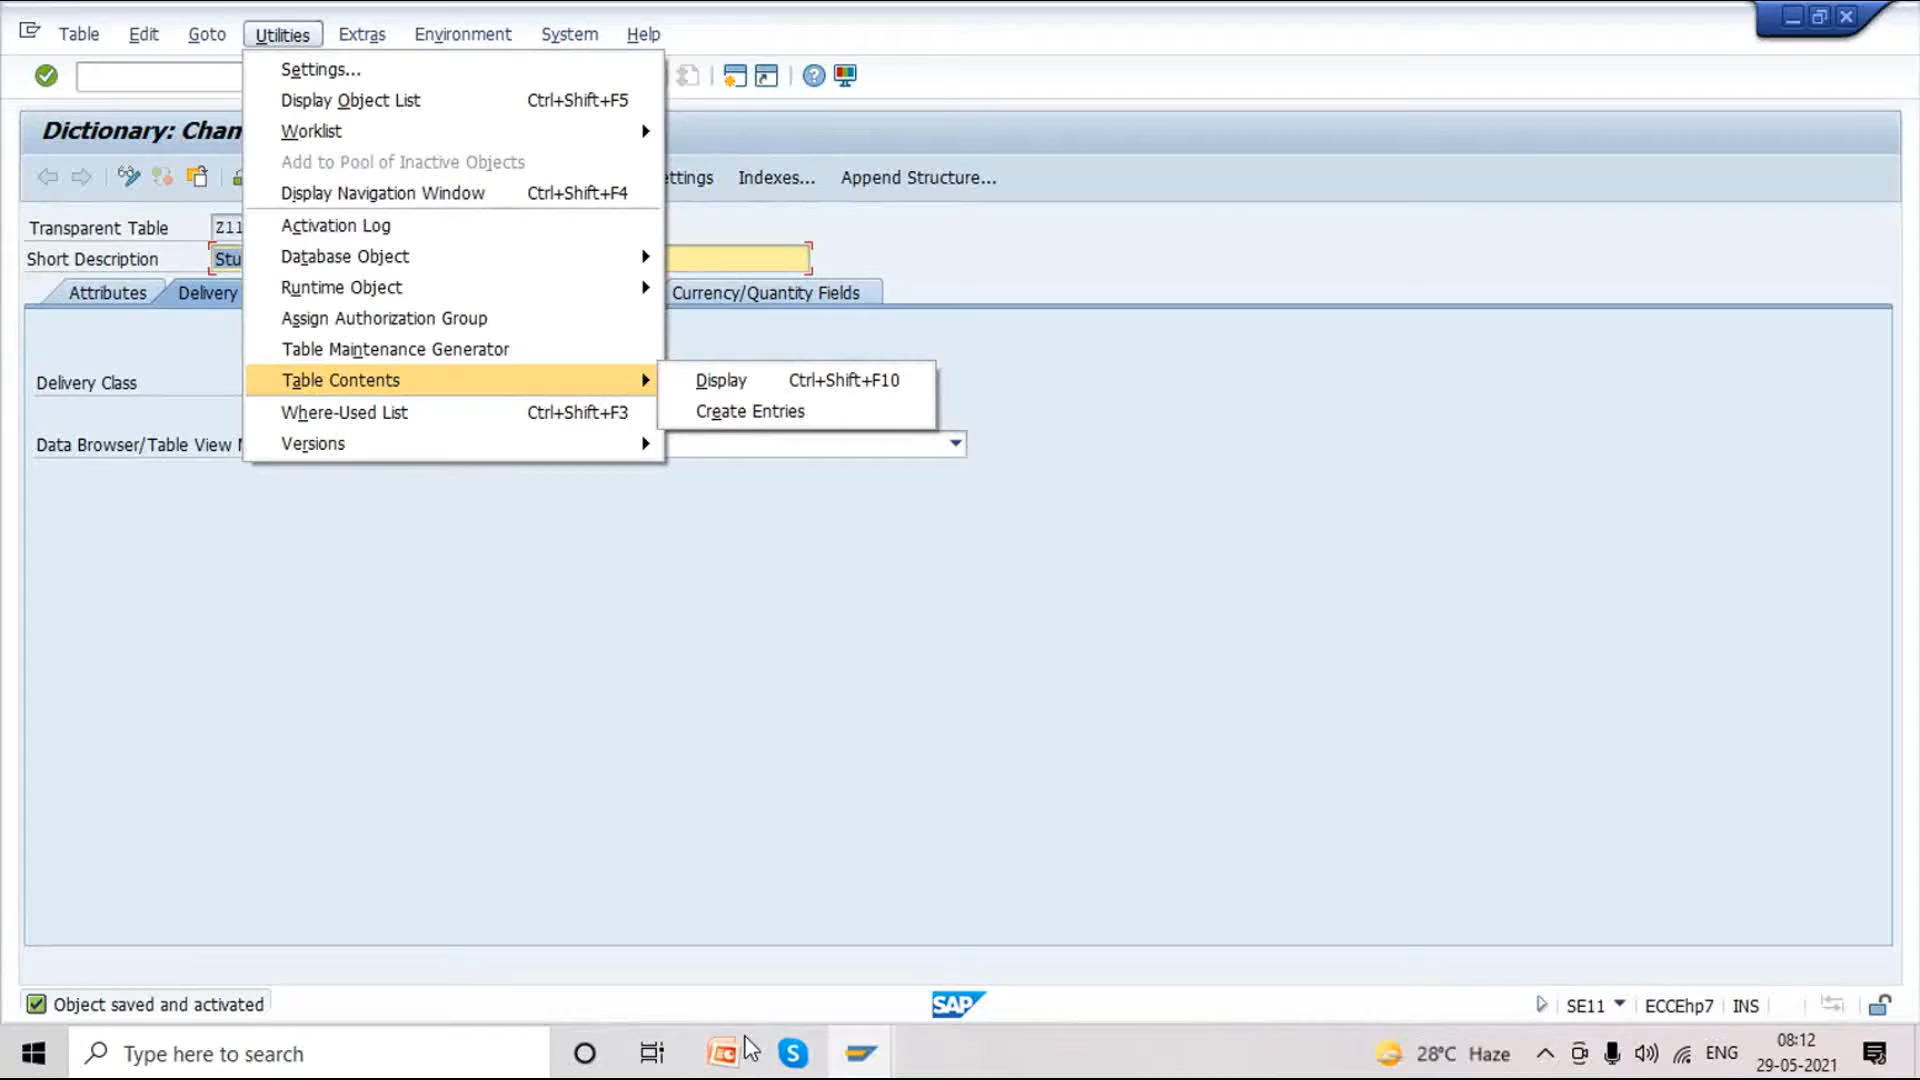 Table Edit Goto Utilities Extras Environment System Help
Settings...
Display Object List Ctrl+Shift+F5
Worklist
Add to Pool of Inactive Objects
Display Navigation Window Ctrl+Shift+F4
Activation Log
Database Object
Runtime Object
Assign Authorization Group
Table Maintenance Generator
Table Contents
Where-Used List Ctrl+Shift+F3
Versions
Display Ctrl+Shift+F10
Create Entries
Dictionary: Chan
ettings Indexes... Append Structure...
Transparent Table Z11
Short Description Stu
Attributes Delivery Currency/Quantity Fields
Delivery Class
Data Browser/Table View
Object saved and activated
SAP
SE11 ECCEhp7 INS
Type here to search
28°C Haze
ENG
08:12
29-05-2021